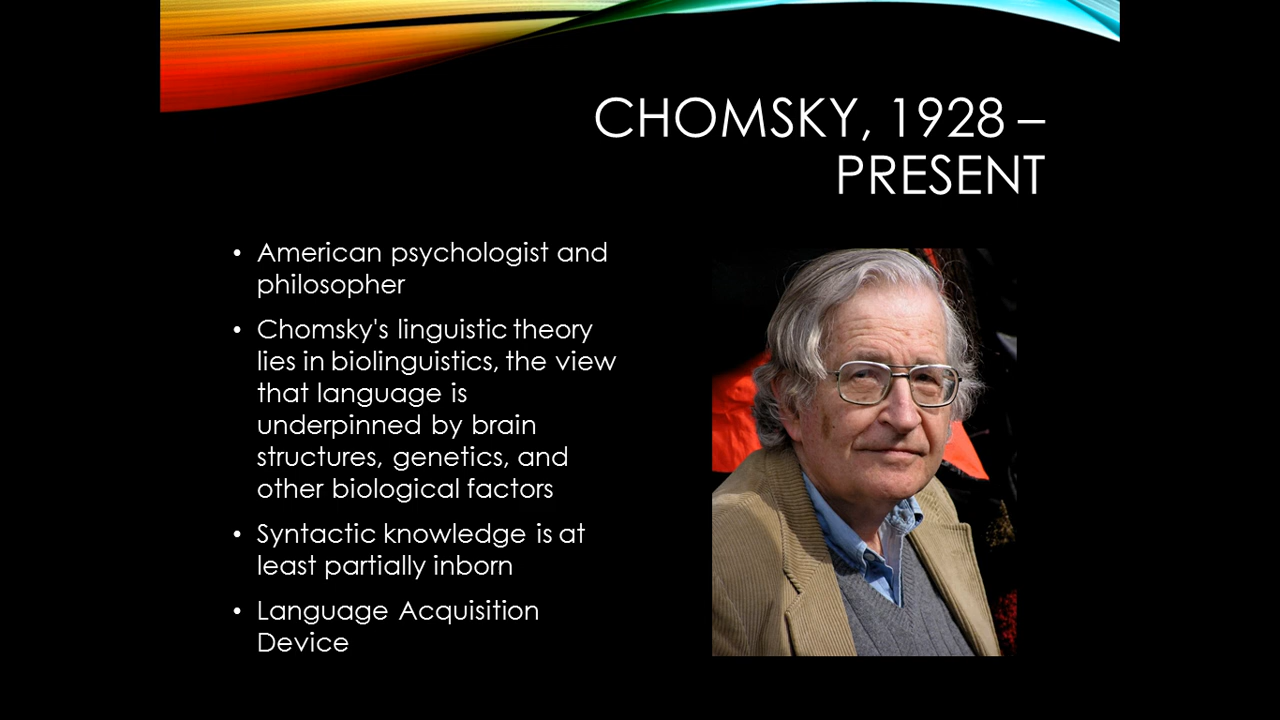 CHOMSKY, 1928 –
PRESENT
• American psychologist and
philosopher
• Chomsky's linguistic theory
lies in biolinguistics, the view
that language is
underpinned by brain
structures, genetics, and
other biological factors
• Syntactic knowledge is at
least partially inborn
• Language Acquisition
Device